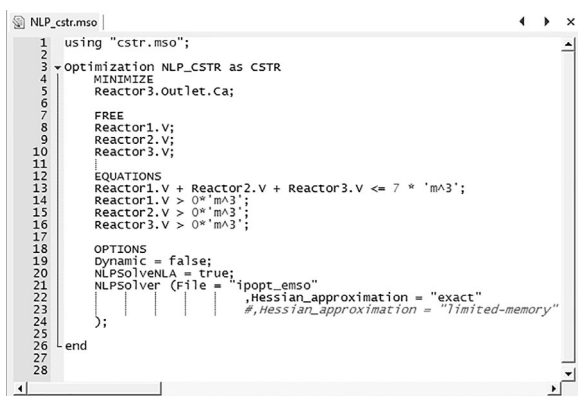 NLP_cstr.mso
1 using "cstr.mso";
2
3 Optimization NLP_CSTR as CSTR
4 MINIMIZE
5 Reactor3.Outlet.Ca;
6
7 FREE
8 Reactor1.V;
9 Reactor2.V;
10 Reactor3.V;
11
12 EQUATIONS
13 Reactor1.V + Reactor2.V + Reactor3.V <= 7 * 'm^3';
14 Reactor1.V > 0*'m^3';
15 Reactor2.V > 0*'m^3';
16 Reactor3.V > 0*'m^3';
17
18 OPTIONS
19 Dynamic = false;
20 NLPSolveNLA = true;
21 NLPSolver (File = "ipopt_emso"
22 ,Hessian_approximation = "exact"
23 #,Hessian_approximation = "limited-memory"
24 );
25
26 end
27
28